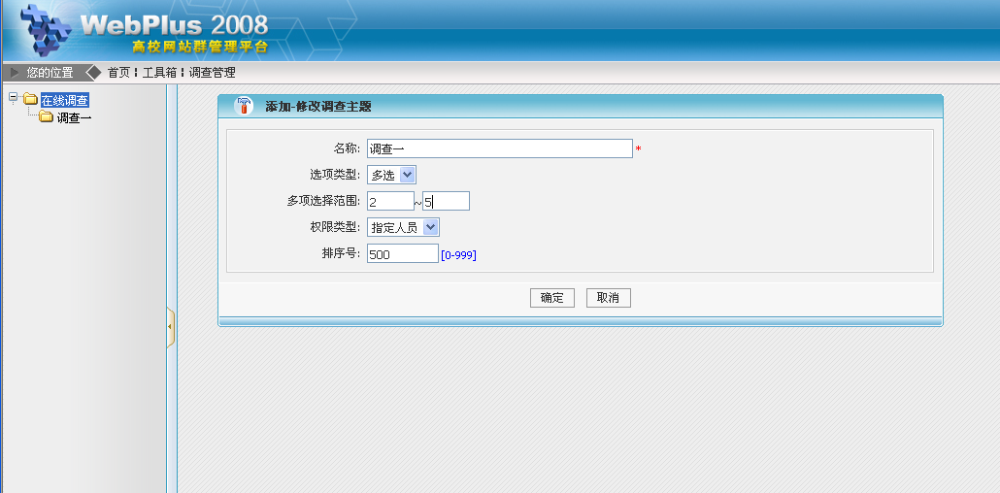 WebPlus 2008
高校网站群管理平台
您的位置 首页 工具箱 调查管理
在线调查
调查一
添加-修改调查主题
名称: 调查一 *
选项类型: 多选
多项选择范围: 2 ~ 5
权限类型: 指定人员
排序号: 500 [0-999]
确定 取消